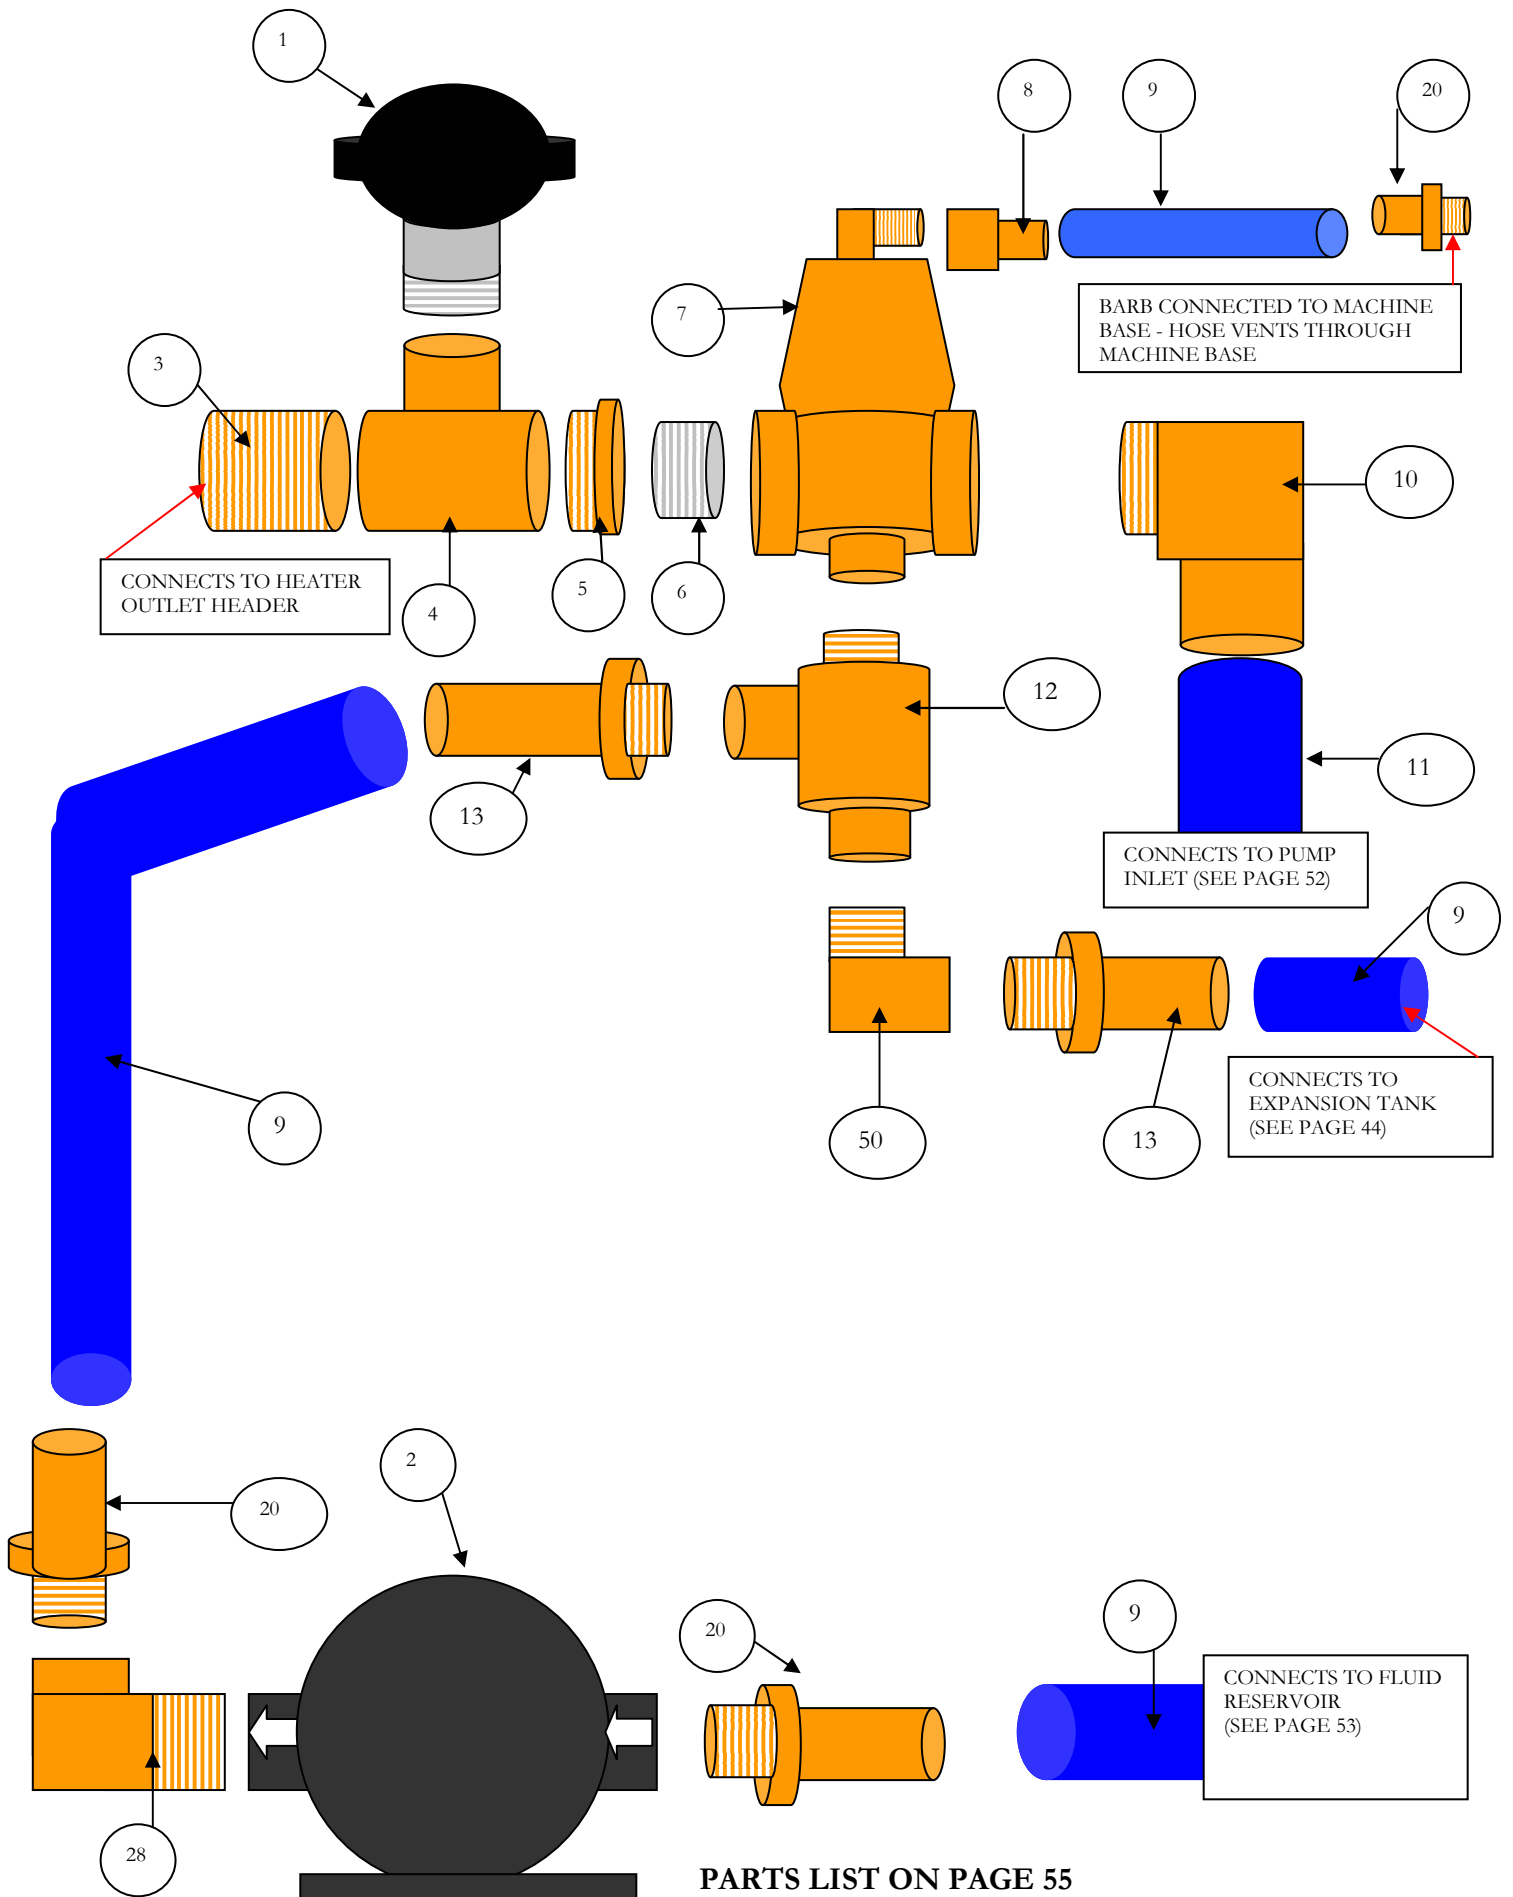 1
8
9
20
7
BARB CONNECTED TO MACHINE
BASE - HOSE VENTS THROUGH
MACHINE BASE
3
10
CONNECTS TO HEATER
OUTLET HEADER
4
5
6
12
11
13
CONNECTS TO PUMP
INLET (SEE PAGE 52)
9
CONNECTS TO
EXPANSION TANK
(SEE PAGE 44)
9
50
13
2
20
9
20
CONNECTS TO FLUID
RESERVOIR
(SEE PAGE 53)
28
PARTS LIST ON PAGE 55